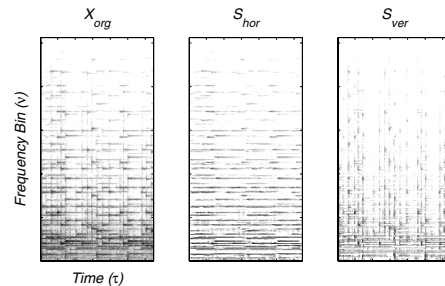 X_org
S_hor
S_ver
Frequency Bin (ν)
Time (τ)